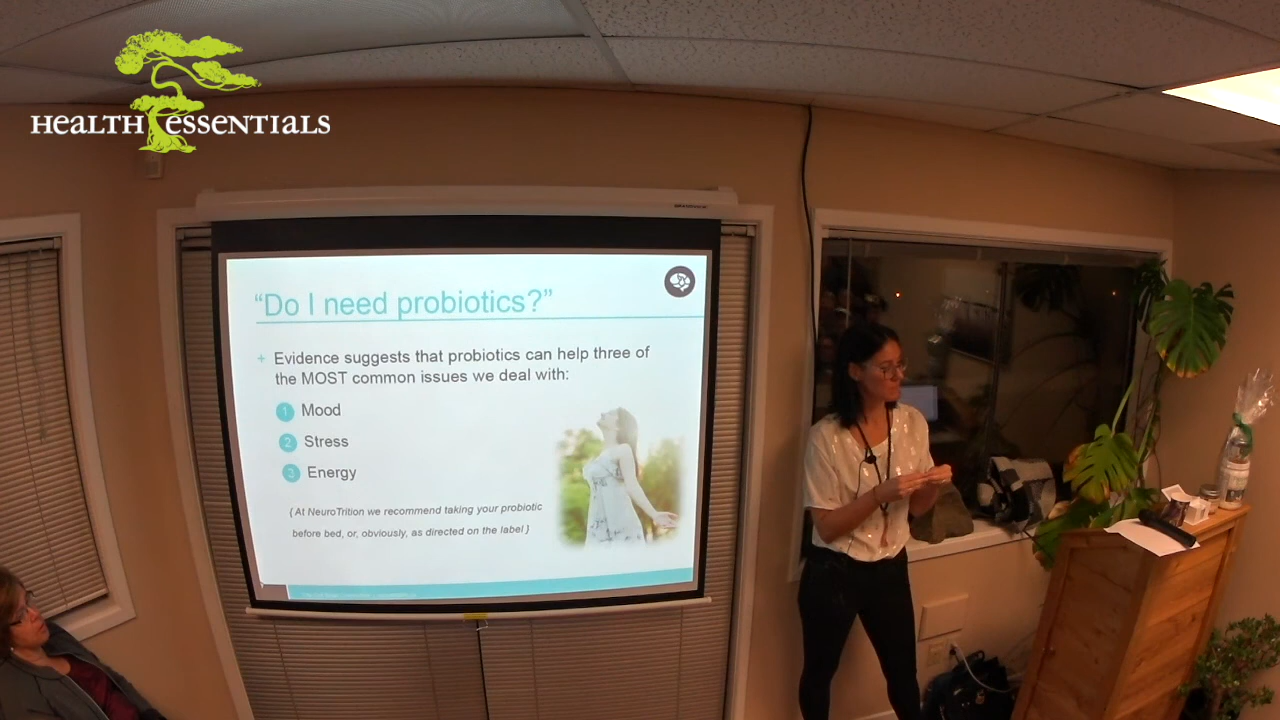 HEALTH ESSENTIALS
“Do I need probiotics?”
+ Evidence suggests that probiotics can help three of
the MOST common issues we deal with:
1 Mood
2 Stress
3 Energy
{At NeuroTrition we recommend taking your probiotic
before bed, or, obviously, as directed on the label}